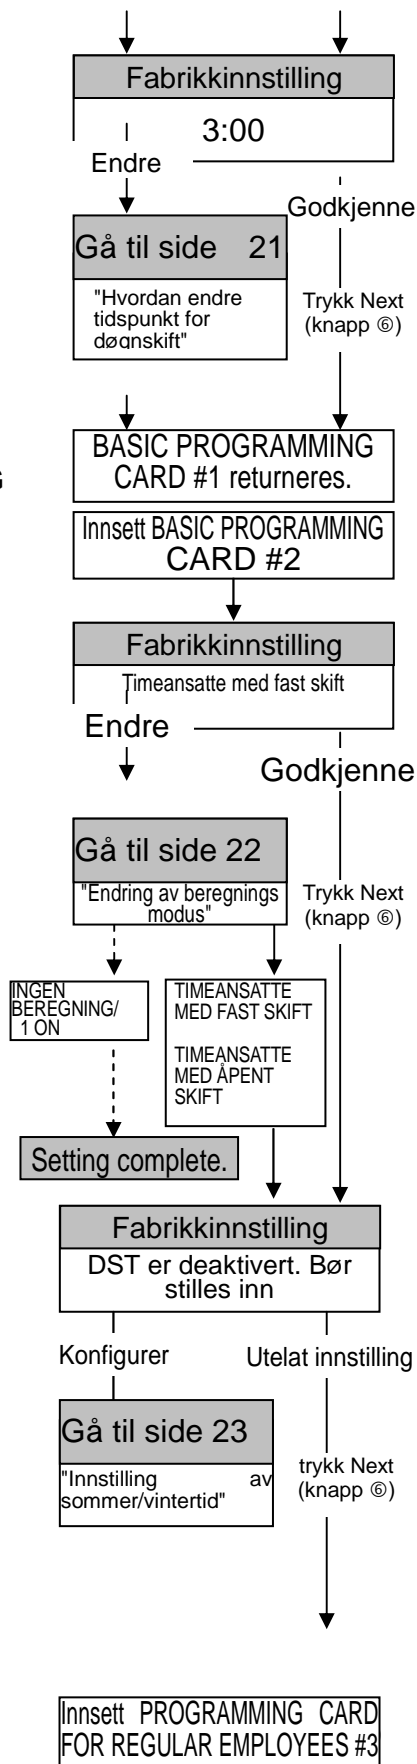 Fabrikkinnstilling
3:00
Endre
Godkjenne
Gå til side 21
"Hvordan endre
tidspunkt for
døgnskift"
Trykk Next
(knapp ⑥)
BASIC PROGRAMMING
CARD #1 returneres.
G
Innsett BASIC PROGRAMMING
CARD #2
Fabrikkinnstilling
Timeansatte med fast skift
Endre
Godkjenne
Gå til side 22
"Endring av beregnings
modus"
Trykk Next
(knapp ⑥)
INGEN
BEREGNING/
1 ON
TIMEANSATTE
MED FAST SKIFT
TIMEANSATTE
MED ÅPENT
SKIFT
Setting complete.
Fabrikkinnstilling
DST er deaktivert. Bør
stilles inn
Konfigurer
Utelat innstilling
Gå til side 23
"Innstilling av
sommer/vintertid"
trykk Next
(knapp ⑥)
Innsett PROGRAMMING CARD
FOR REGULAR EMPLOYEES #3